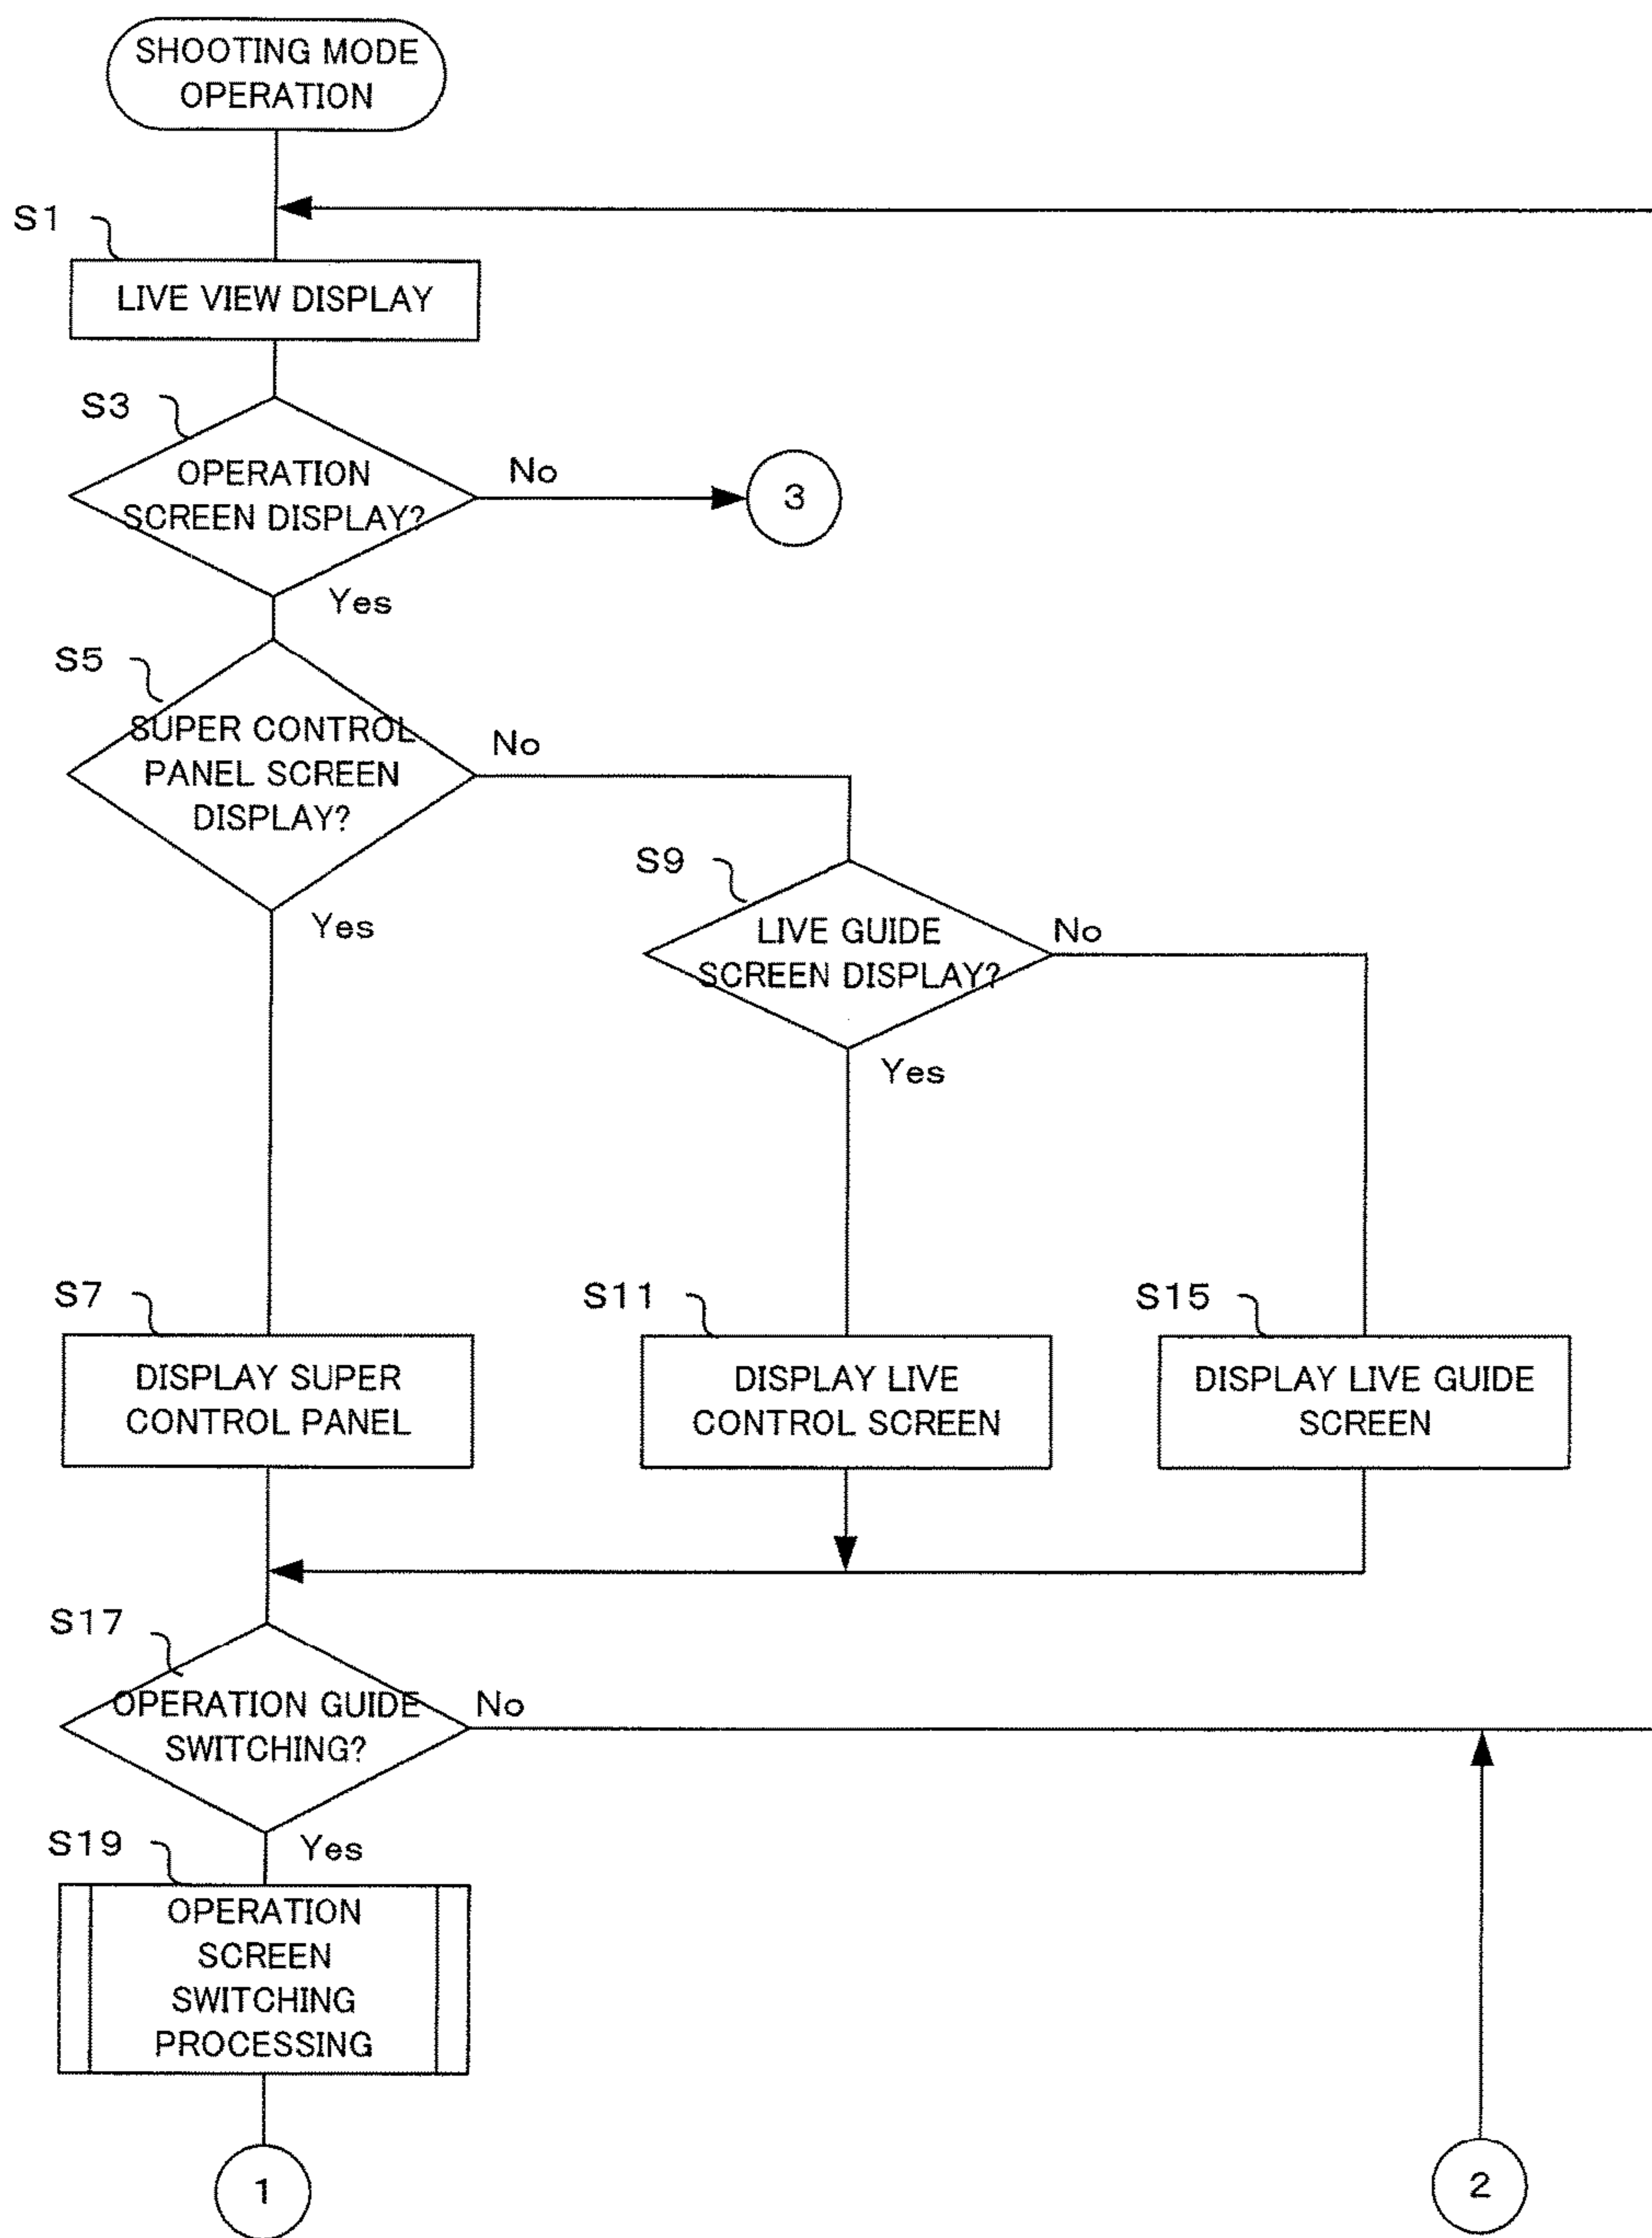 SHOOTING MODE
OPERATION
S1
LIVE VIEW DISPLAY
S3
OPERATION
SCREEN DISPLAY?
No
3
Yes
S5
SUPER CONTROL
PANEL SCREEN
DISPLAY?
No
Yes
S9
LIVE GUIDE
SCREEN DISPLAY?
No
Yes
S7
DISPLAY SUPER
CONTROL PANEL
S11
DISPLAY LIVE
CONTROL SCREEN
S15
DISPLAY LIVE GUIDE
SCREEN
S17
OPERATION GUIDE
SWITCHING?
No
Yes
S19
OPERATION
SCREEN
SWITCHING
PROCESSING
1
2